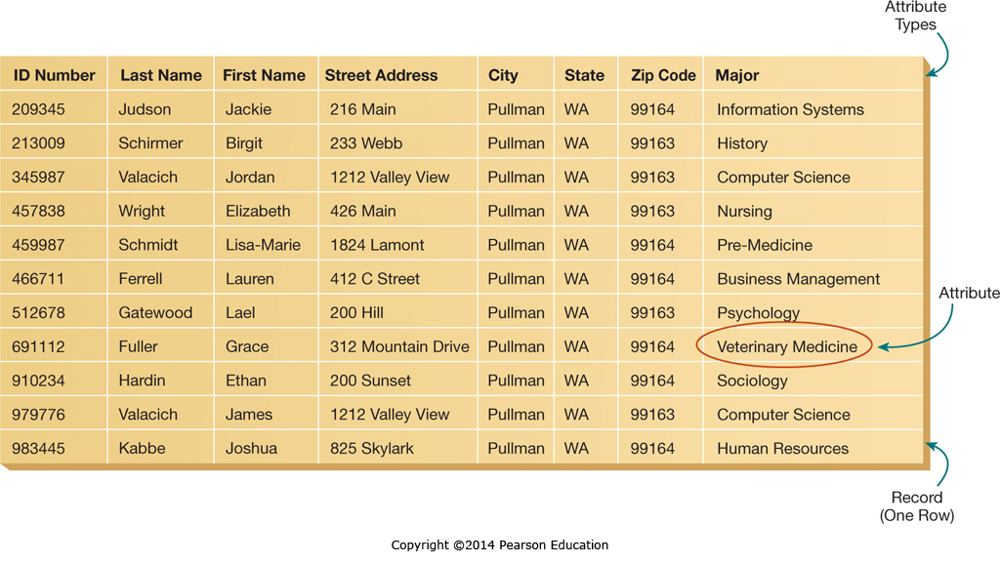 Attribute
Types
ID Number Last Name First Name Street Address City State Zip Code Major
209345 Judson Jackie 216 Main Pullman WA 99164 Information Systems
213009 Schirmer Birgit 233 Webb Pullman WA 99163 History
345987 Valacich Jordan 1212 Valley View Pullman WA 99163 Computer Science
457838 Wright Elizabeth 426 Main Pullman WA 99163 Nursing
459987 Schmidt Lisa-Marie 1824 Lamont Pullman WA 99164 Pre-Medicine
466711 Ferrell Lauren 412 C Street Pullman WA 99164 Business Management
Attribute
512678 Gatewood Lael 200 Hill Pullman WA 99163 Psychology
691112 Fuller Grace 312 Mountain Drive Pullman WA 99164 Veterinary Medicine
910234 Hardin Ethan 200 Sunset Pullman WA 99164 Sociology
979776 Valacich James 1212 Valley View Pullman WA 99163 Computer Science
983445 Kabbe Joshua 825 Skylark Pullman WA 99164 Human Resources
Record
(One Row)
Copyright ©2014 Pearson Education